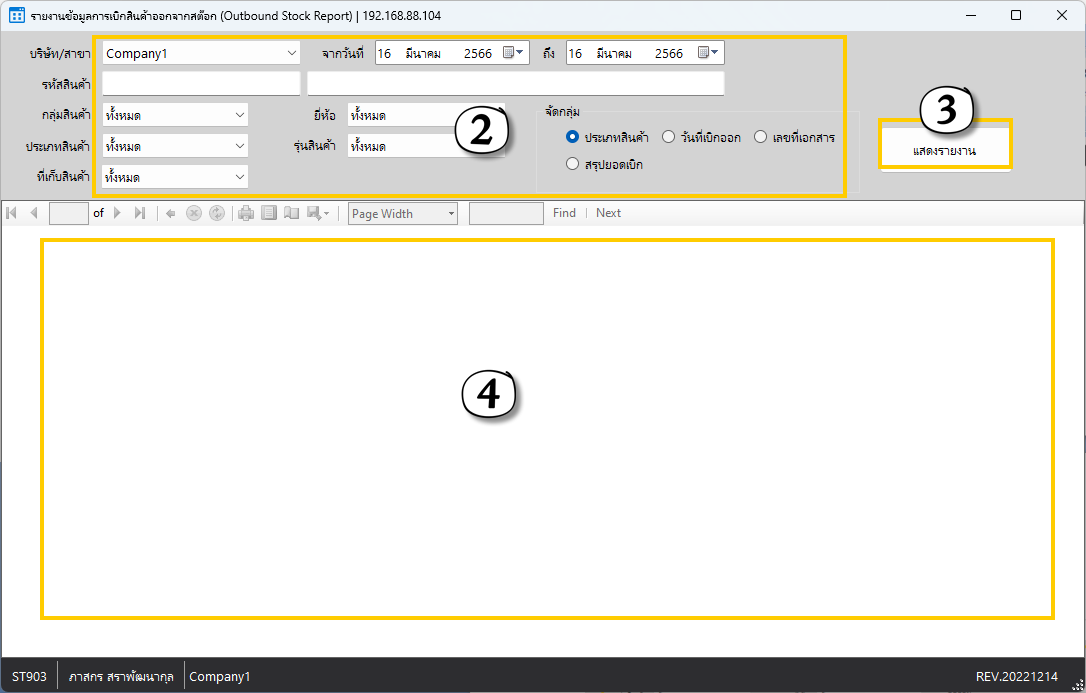 รายงานข้อมูลการเบิกสินค้าออกจากสต๊อก (Outbound Stock Report) | 192.168.88.104
บริษัท/สาขา Company1 จากวันที่ 16 มีนาคม 2566 ถึง 16 มีนาคม 2566
รหัสสินค้า
กลุ่มสินค้า ทั้งหมด ยี่ห้อ ทั้งหมด
ประเภทสินค้า ทั้งหมด รุ่นสินค้า ทั้งหมด
ที่เก็บสินค้า ทั้งหมด
2
จัดกลุ่ม
ประเภทสินค้า วันที่เบิกออก เลขที่เอกสาร
สรุปยอดเบิก
3
แสดงรายงาน
of Page Width Find Next
4
ST903 ภาสกร สราพัฒนากุล Company1 REV.20221214